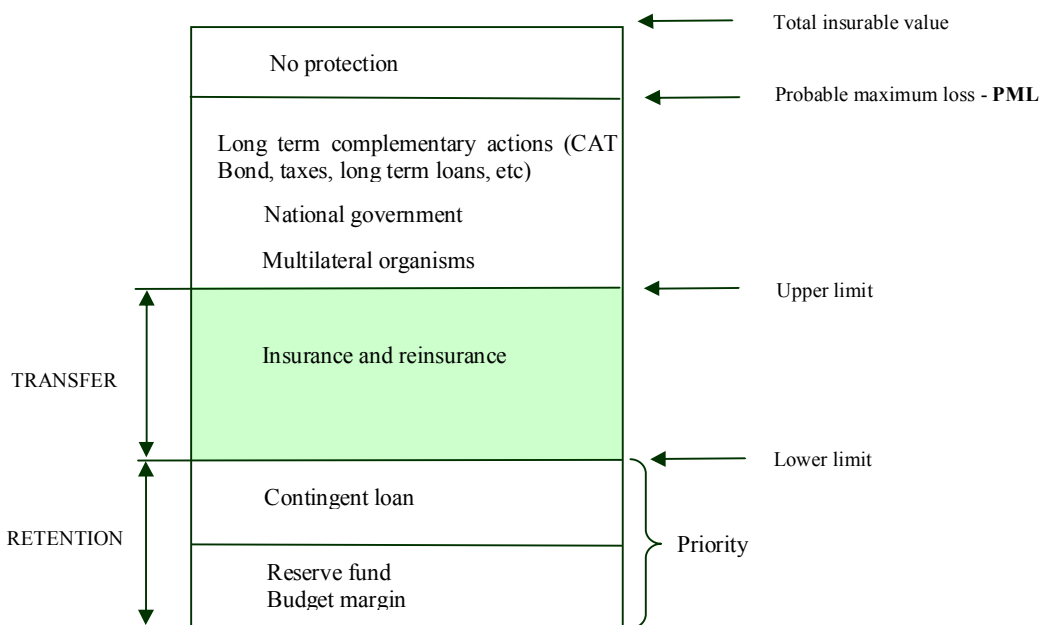 Total insurable value
No protection
Probable maximum loss - PML
Long term complementary actions (CAT
Bond, taxes, long term loans, etc)
National government
Multilateral organisms
Upper limit
Insurance and reinsurance
TRANSFER
Lower limit
Contingent loan
RETENTION
Priority
Reserve fund
Budget margin